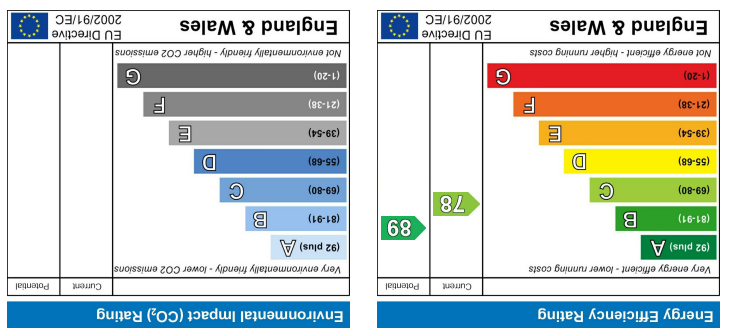 Energy Efficiency Rating
Current
Potential
Very energy efficient - lower running costs
(92 plus) A
(81-91) B
(69-80) C
(55-68) D
(39-54) E
(21-38) F
(1-20) G
78
89
Not energy efficient - higher running costs
England & Wales
EU Directive
2002/91/EC
Environmental Impact (CO₂) Rating
Current
Potential
Very environmentally friendly - lower CO2 emissions
(92 plus) A
(81-91) B
(69-80) C
(55-68) D
(39-54) E
(21-38) F
(1-20) G
Not environmentally friendly - higher CO2 emissions
England & Wales
EU Directive
2002/91/EC